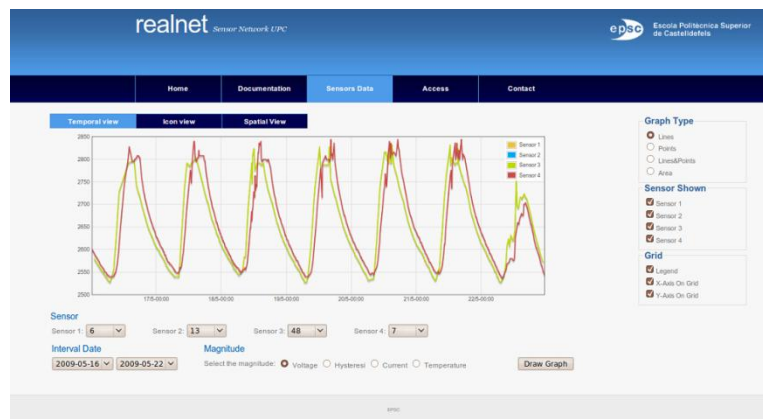 realnet Sensor Network UPC
epsc Escola Politècnica Superior
de Castelldefels
Home Documentation Sensors Data Access Contact
Temporal view Icon view Spatial View
Graph Type
Lines
Points
Lines&Points
Area
Sensor Shown
Sensor 1
Sensor 2
Sensor 3
Sensor 4
Grid
Legend
X-Axis On Grid
Y-Axis On Grid
2850
2800
2750
2700
2650
2600
2550
2500
Sensor 1
Sensor 2
Sensor 3
Sensor 4
17/5-00:00 18/5-00:00 19/5-00:00 20/5-00:00 21/5-00:00 22/5-00:00
Sensor
Sensor 1: 6 Sensor 2: 13 Sensor 3: 48 Sensor 4: 7
Interval Date Magnitude
2009-05-16 2009-05-22 Select the magnitude: Voltage Hysteresi Current Temperature Draw Graph